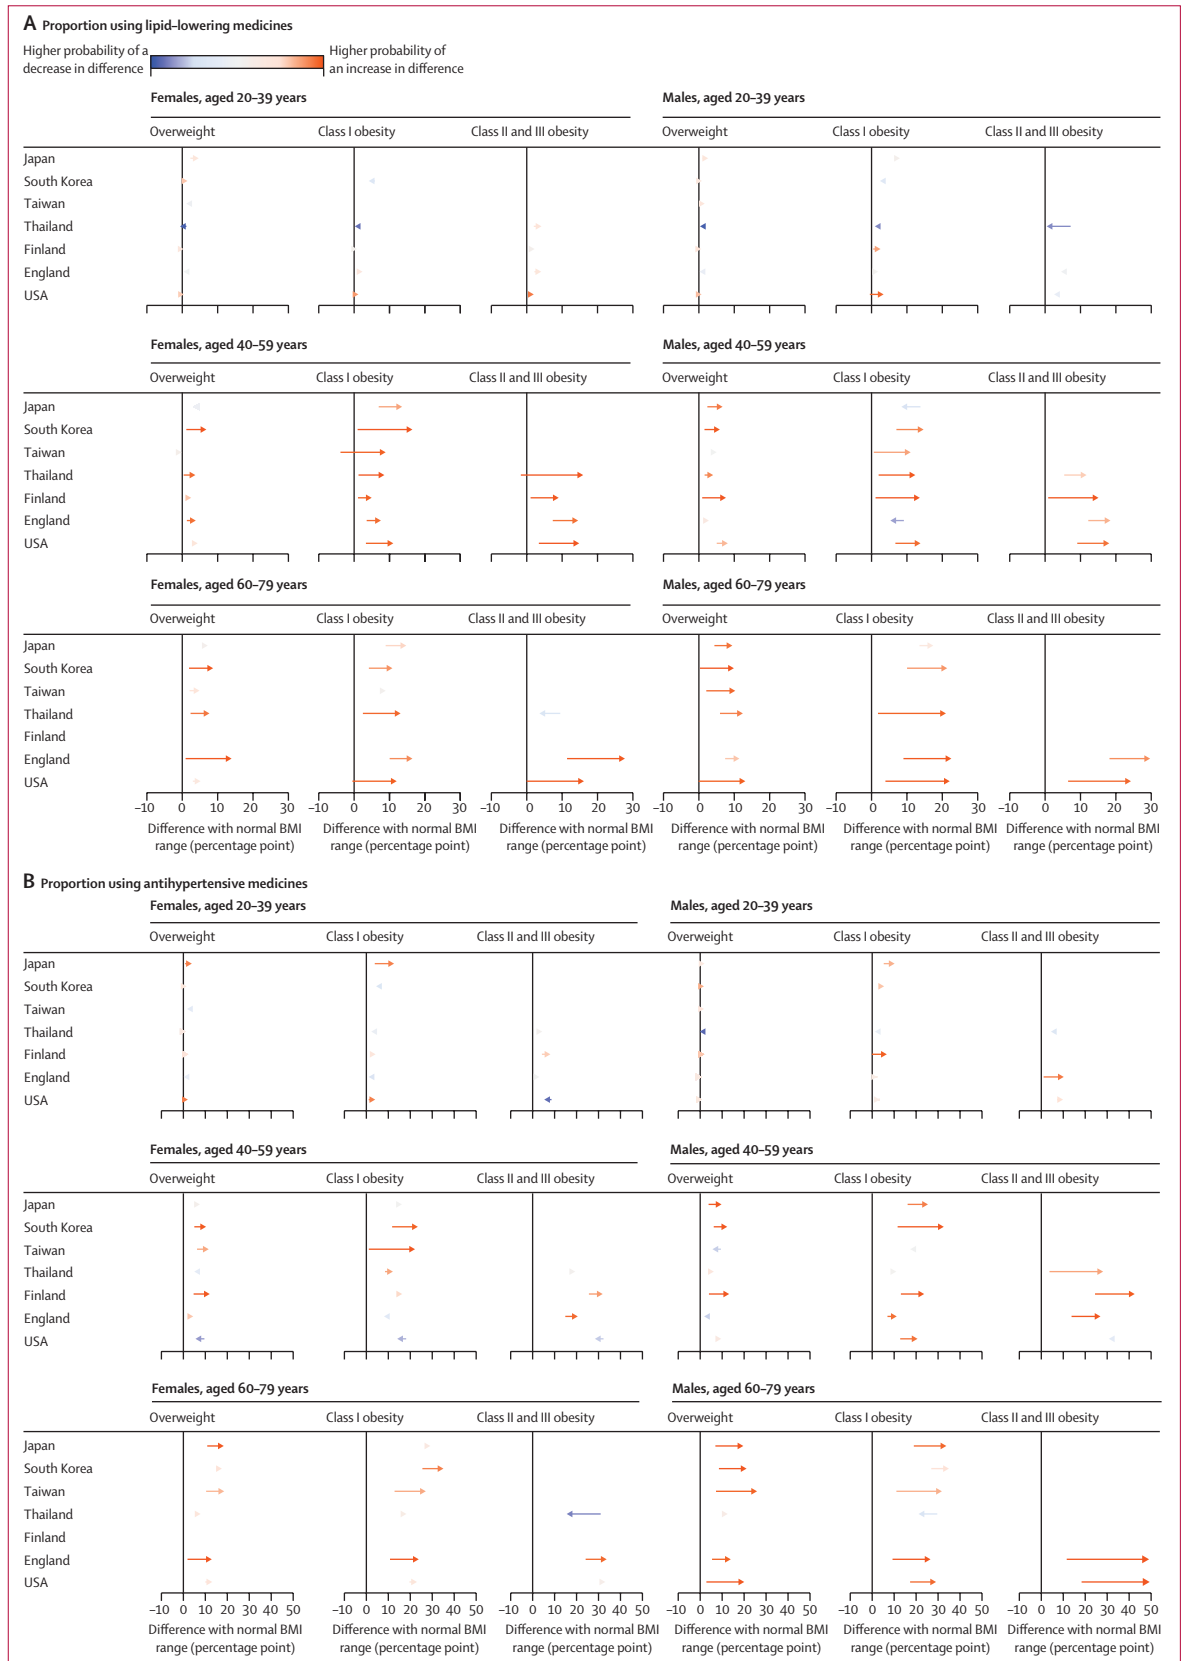 A Proportion using lipid-lowering medicines
Higher probability of a decrease in difference
Higher probability of an increase in difference
Females, aged 20–39 years
Males, aged 20–39 years
Overweight Class I obesity Class II and III obesity Overweight Class I obesity Class II and III obesity
Japan
South Korea
Taiwan
Thailand
Finland
England
USA
Females, aged 40–59 years
Males, aged 40–59 years
Overweight Class I obesity Class II and III obesity Overweight Class I obesity Class II and III obesity
Japan
South Korea
Taiwan
Thailand
Finland
England
USA
Females, aged 60–79 years
Males, aged 60–79 years
Overweight Class I obesity Class II and III obesity Overweight Class I obesity Class II and III obesity
Japan
South Korea
Taiwan
Thailand
Finland
England
USA
–10 0 10 20 30 –10 0 10 20 30 –10 0 10 20 30 –10 0 10 20 30 –10 0 10 20 30 –10 0 10 20 30
Difference with normal BMI Difference with normal BMI Difference with normal BMI Difference with normal BMI Difference with normal BMI Difference with normal BMI
range (percentage point) range (percentage point) range (percentage point) range (percentage point) range (percentage point) range (percentage point)
B Proportion using antihypertensive medicines
Females, aged 20–39 years
Males, aged 20–39 years
Overweight Class I obesity Class II and III obesity Overweight Class I obesity Class II and III obesity
Japan
South Korea
Taiwan
Thailand
Finland
England
USA
Females, aged 40–59 years
Males, aged 40–59 years
Overweight Class I obesity Class II and III obesity Overweight Class I obesity Class II and III obesity
Japan
South Korea
Taiwan
Thailand
Finland
England
USA
Females, aged 60–79 years
Males, aged 60–79 years
Overweight Class I obesity Class II and III obesity Overweight Class I obesity Class II and III obesity
Japan
South Korea
Taiwan
Thailand
Finland
England
USA
–10 0 10 20 30 40 50 –10 0 10 20 30 40 50 –10 0 10 20 30 40 50 –10 0 10 20 30 40 50 –10 0 10 20 30 40 50 –10 0 10 20 30 40 50
Difference with normal BMI Difference with normal BMI Difference with normal BMI Difference with normal BMI Difference with normal BMI Difference with normal BMI
range (percentage point) range (percentage point) range (percentage point) range (percentage point) range (percentage point) range (percentage point)